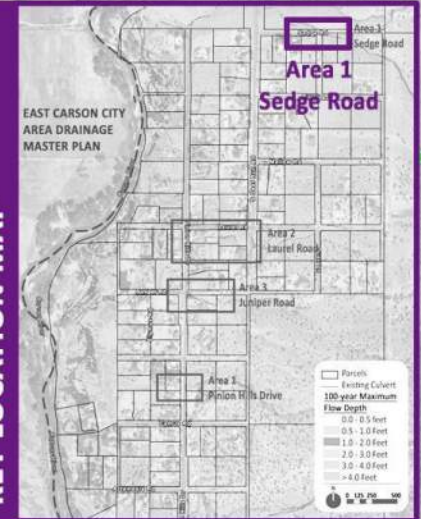 KEY LOCATION MAP
EAST CARSON CITY
AREA DRAINAGE
MASTER PLAN
Area 1
Sedge Road
Area 1
Sedge Road
Area 2
Laurel Road
Area 3
Juniper Road
Area 1
Pinion Hills Drive
Parcels
Existing Culvert
100-year Maximum
Flow Depth
0.0 - 0.5 feet
0.5 - 1.0 Feet
1.0 - 2.0 Feet
2.0 - 3.0 Feet
3.0 - 4.0 Feet
> 4.0 Feet
N
0 125 250 500